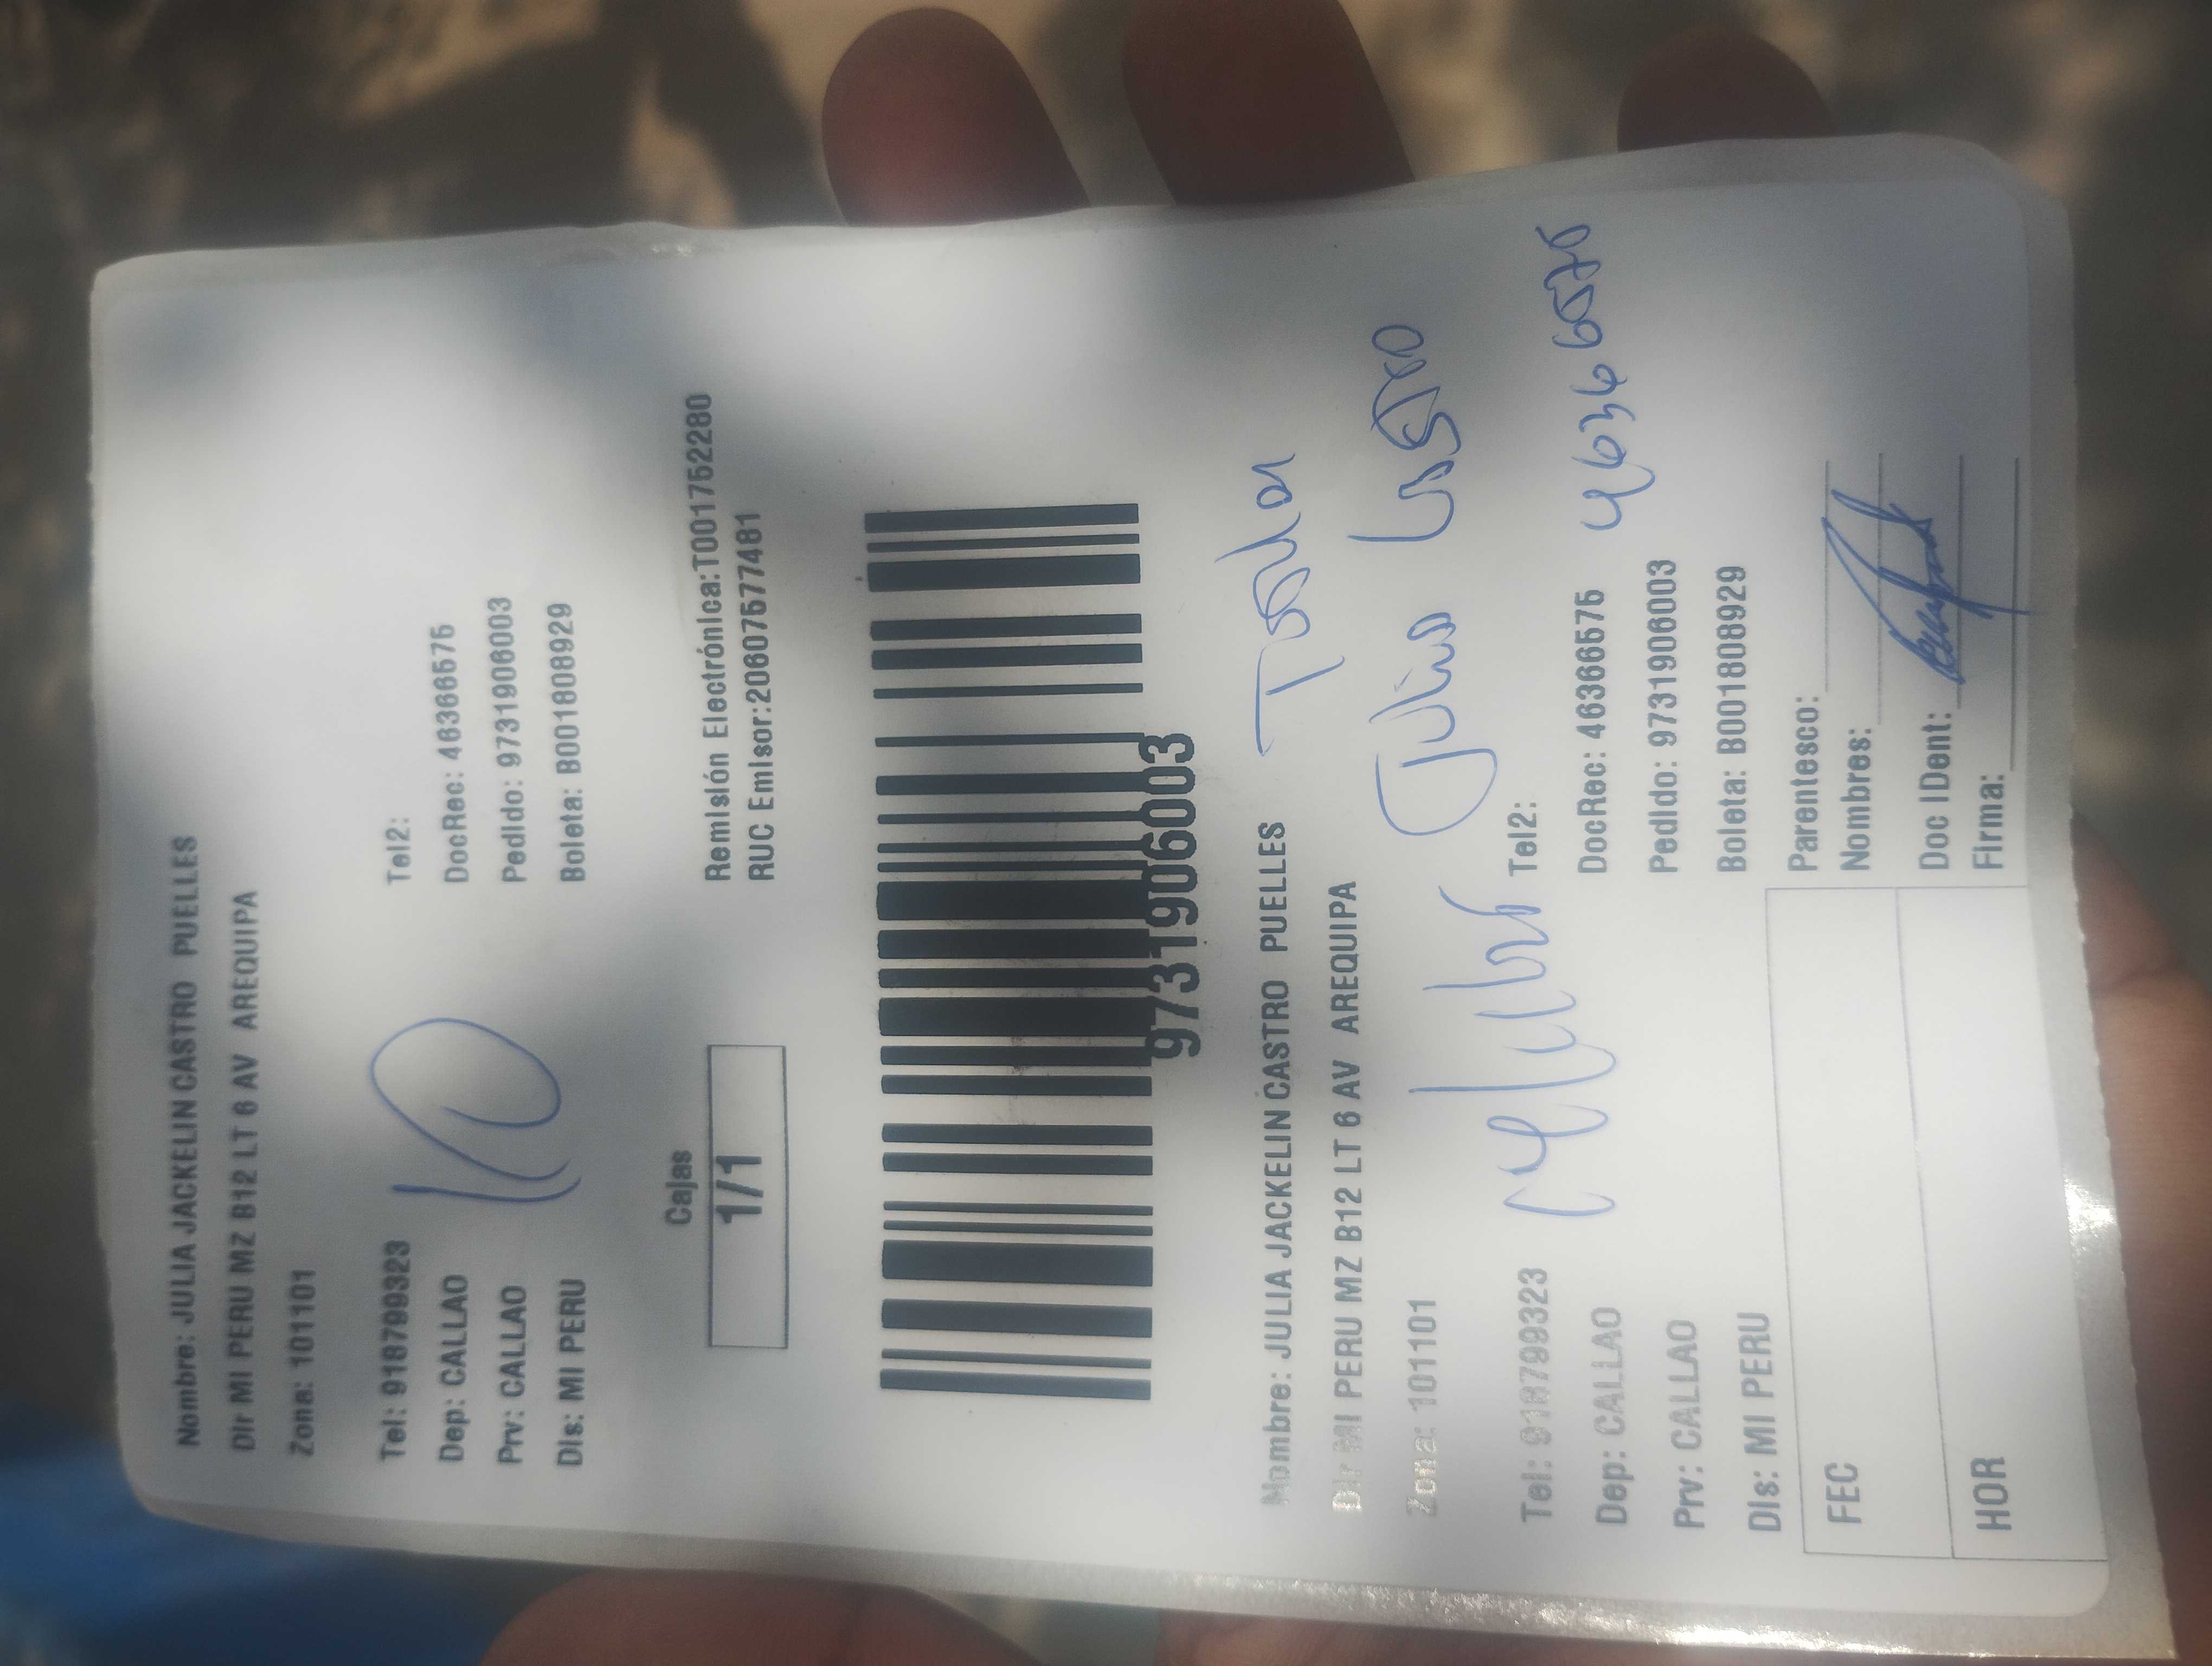 Nombre: JULIA JACKELIN CASTRO PUELLES
Dir MI PERU MZ B12 LT 6 AV AREQUIPA
Zona: 101101
Tel: 918799323
Tel2:
Dep: CALLAO
DocRec: 46366575
Prv: CALLAO
Pedido: 9731906003
Dis: MI PERU
Boleta: B001808929
10
Cajas
1/1
Remisión Electrónica:T001752280
RUC Emisor:20607577481
9731906003
Nombre: JULIA JACKELIN CASTRO PUELLES
Dir MI PERU MZ B12 LT 6 AV AREQUIPA
Zona: 101101
Julia Castro
Tel: 918799323
Tel2:
Dep: CALLAO
DocRec: 46366575
46366575
Prv: CALLAO
Pedido: 9731906003
Dis: MI PERU
Boleta: B001808929
FEC
Parentesco:
Nombres:
HOR
Doc IDent:
Firma: